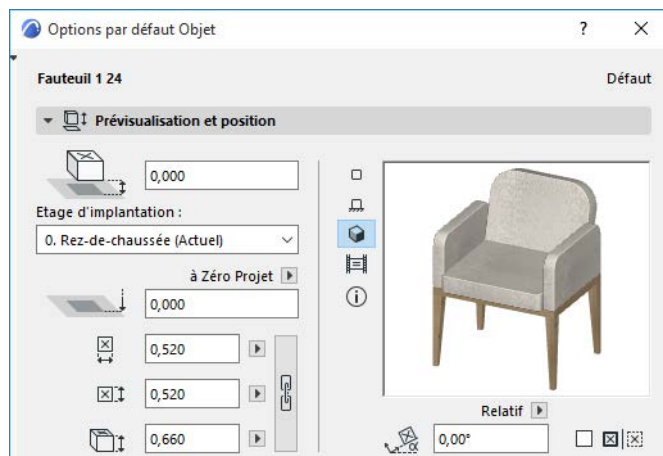 Options par défaut Objet
?
Fauteuil 1 24
Défaut
Prévisualisation et position
0,000
Etage d'implantation :
0. Rez-de-chaussée (Actuel)
à Zéro Projet
0,000
0,520
0,520
0,660
Relatif
α
0,00°